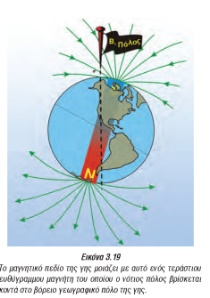 Β. Πόλος
N
Εικόνα 3.19
Το μαγνητικό πεδίο της γης μοιάζει με αυτό ενός τεράστιου
ευθύγραμμου μαγνήτη του οποίου ο νότιος πόλος βρίσκεται
κοντά στο βόρειο γεωγραφικό πόλο της γης.